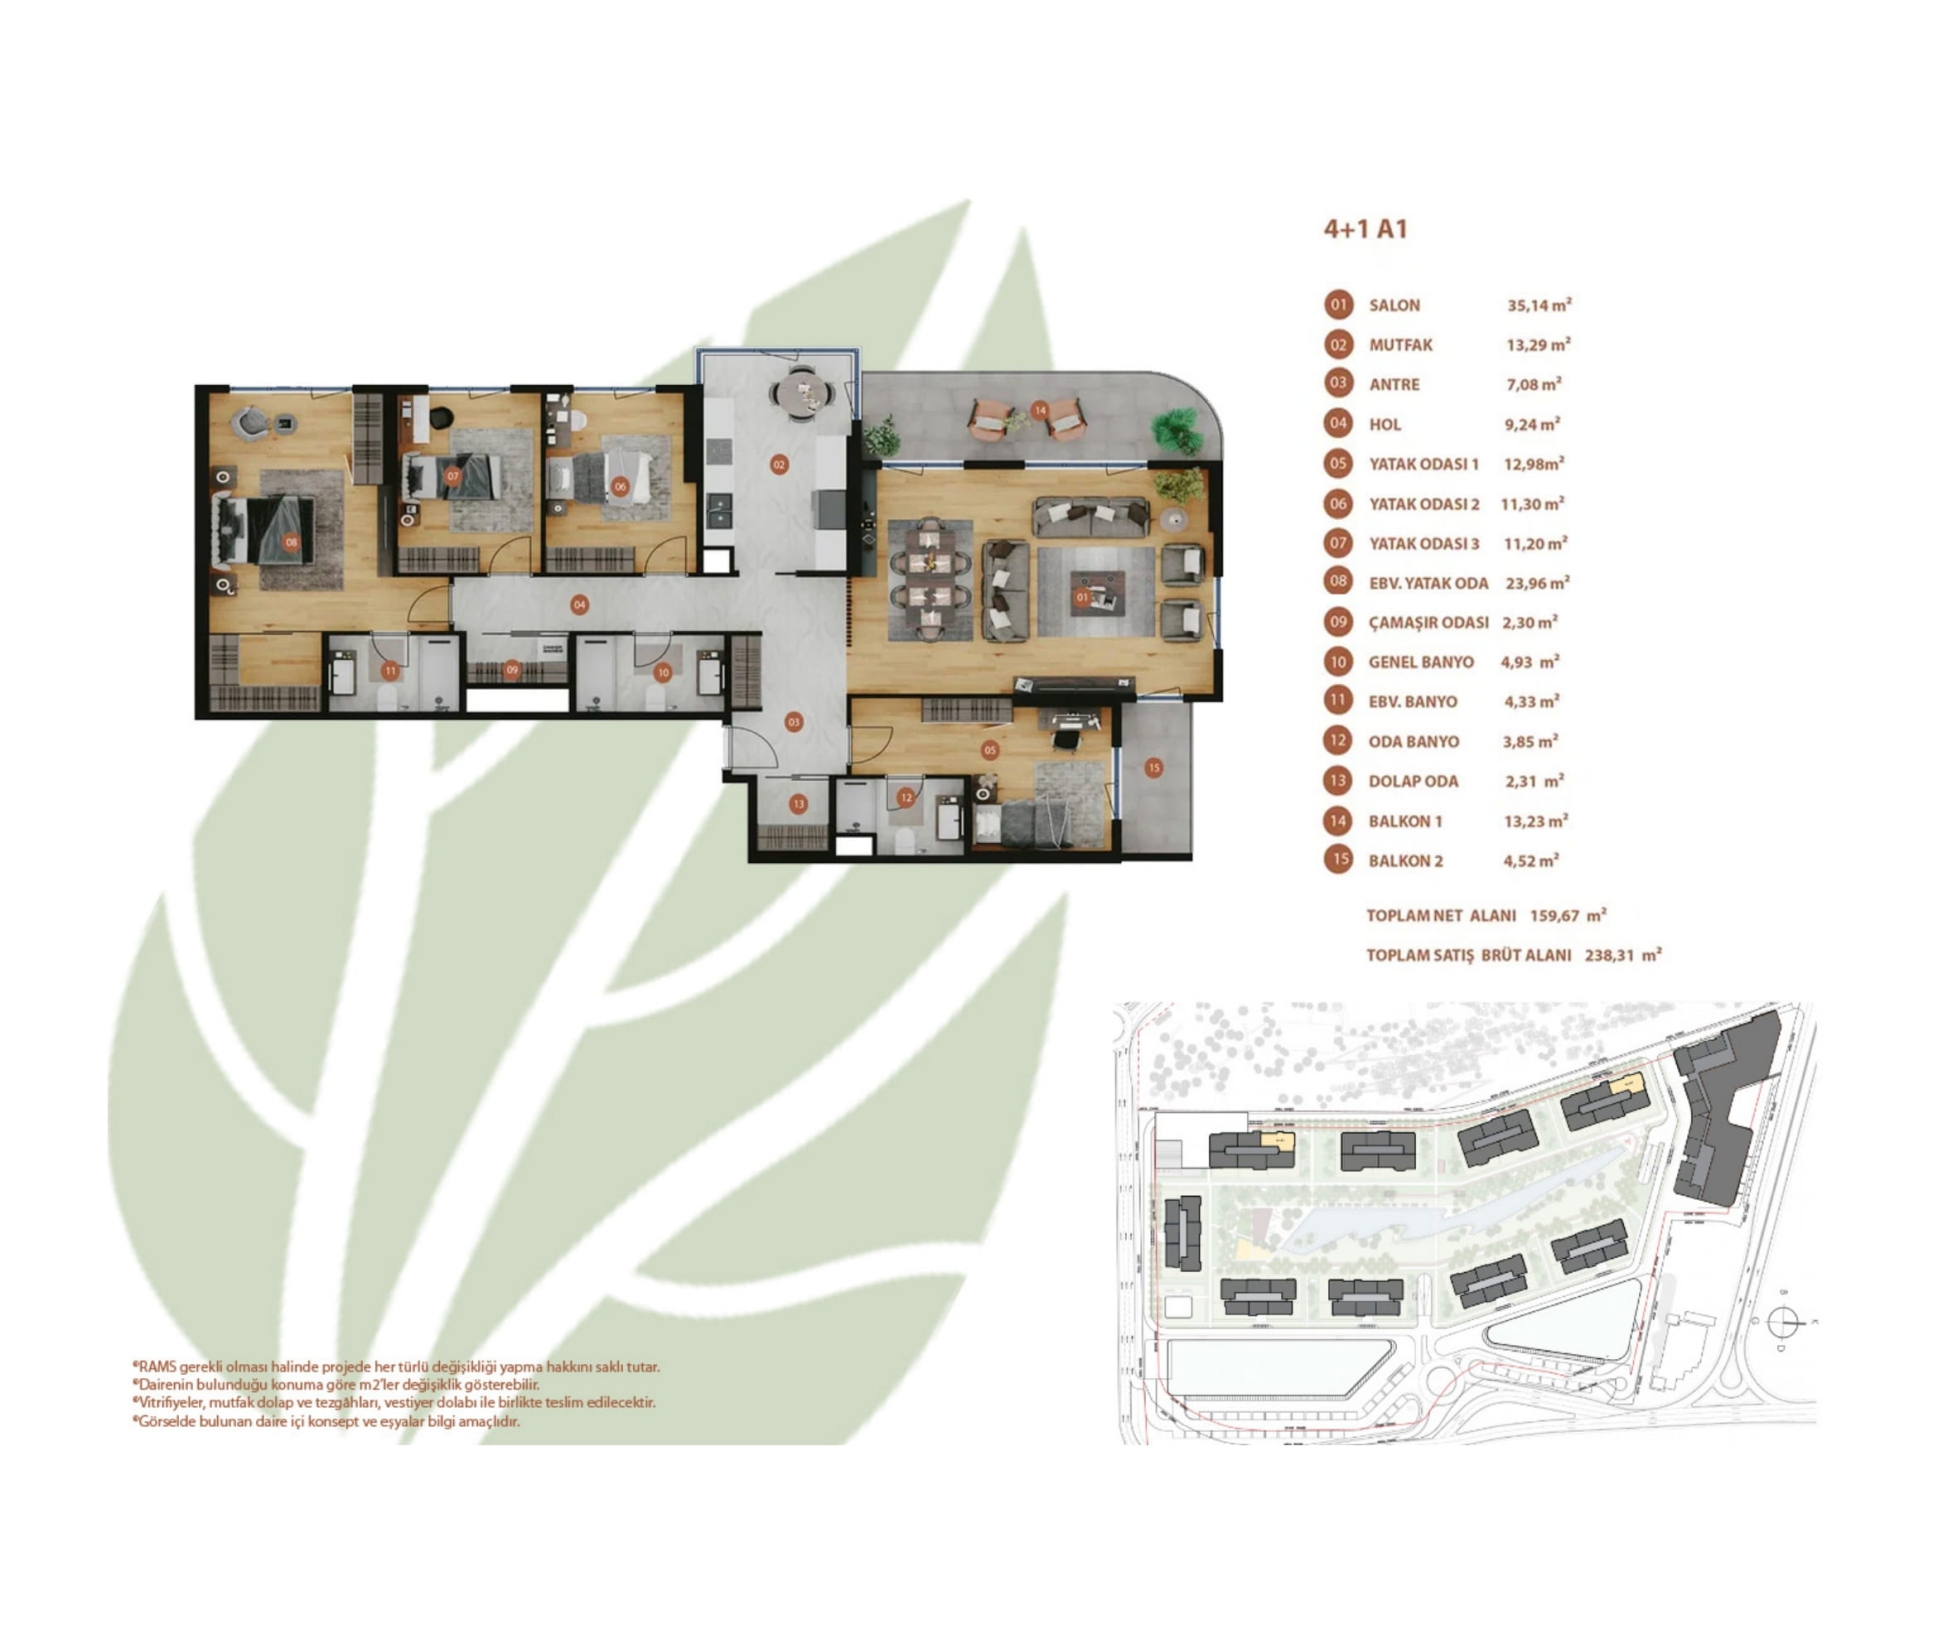 4+1 A1
01 SALON 35,14 m²
02 MUTFAK 13,29 m²
03 ANTRE 7,08 m²
04 HOL 9,24 m²
05 YATAK ODASI 1 12,98m²
06 YATAK ODASI 2 11,30 m²
07 YATAK ODASI 3 11,20 m²
08 EBV. YATAK ODA 23,96 m²
09 ÇAMAŞIR ODASI 2,30 m²
10 GENEL BANYO 4,93 m²
11 EBV. BANYO 4,33 m²
12 ODA BANYO 3,85 m²
13 DOLAP ODA 2,31 m²
14 BALKON 1 13,23 m²
15 BALKON 2 4,52 m²
TOPLAM NET ALANI 159,67 m²
TOPLAM SATIŞ BRÜT ALANI 238,31 m²
14
02
07
06
08
01
04
11
09
10
03
05
15
12
13
B
K
G
D
*RAMS gerekli olması halinde projede her türlü değişikliği yapma hakkını saklı tutar.
*Dairenin bulunduğu konuma göre m2'ler değişiklik gösterebilir.
*Vitrifiyeler, mutfak dolap ve tezgâhları, vestiyer dolabı ile birlikte teslim edilecektir.
*Görselde bulunan daire içi konsept ve eşyalar bilgi amaçlıdır.